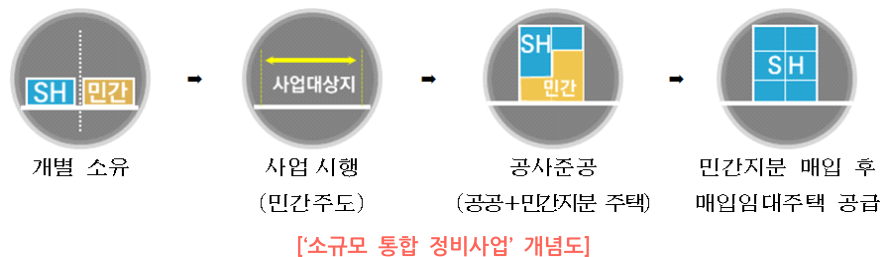 SH 민간
사업대상지
SH
민간
SH
개별 소유
사업 시행
(민간주도)
공사준공
(공공+민간지분 주택)
민간지분 매입 후
매입임대주택 공급
[‘소규모 통합 정비사업’ 개념도]